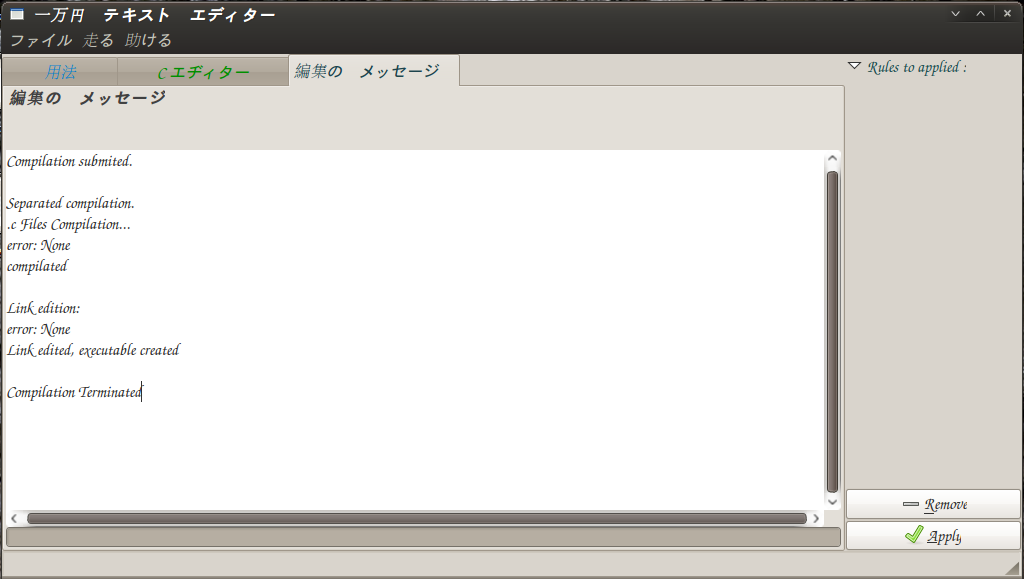 一万円 テキスト エディター
ファイル 走る 助ける
用法 C エディター 編集の メッセージ
Rules to applied :
編集の メッセージ
Compilation submited.
Separated compilation.
.c Files Compilation...
error: None
compilated
Link edition:
error: None
Link edited, executable created
Compilation Terminated
Remove
Apply